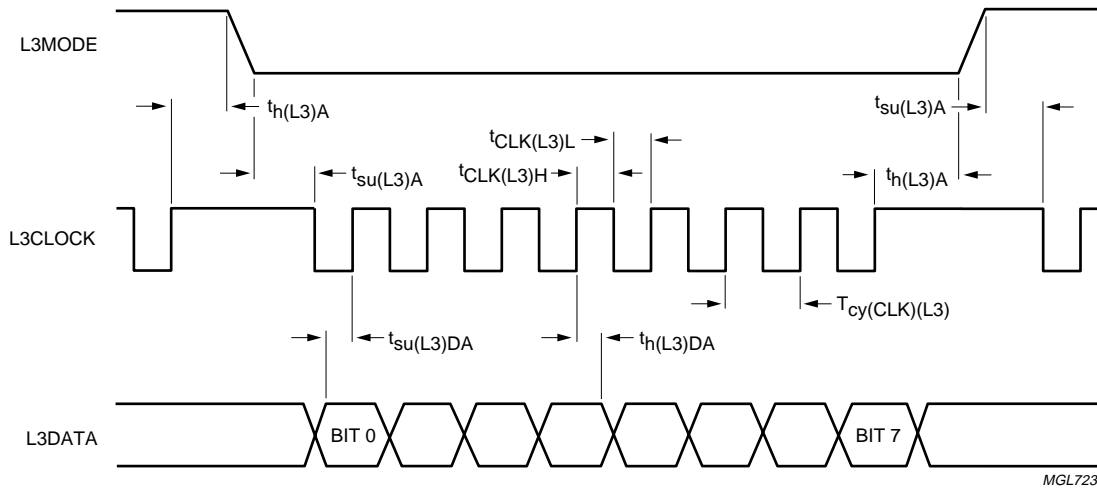 L3MODE
th(L3)A
tsu(L3)A
tCLK(L3)L
tCLK(L3)H
tsu(L3)A
th(L3)A
L3CLOCK
Tcy(CLK)(L3)
tsu(L3)DA
th(L3)DA
L3DATA
BIT 0
BIT 7
MGL723